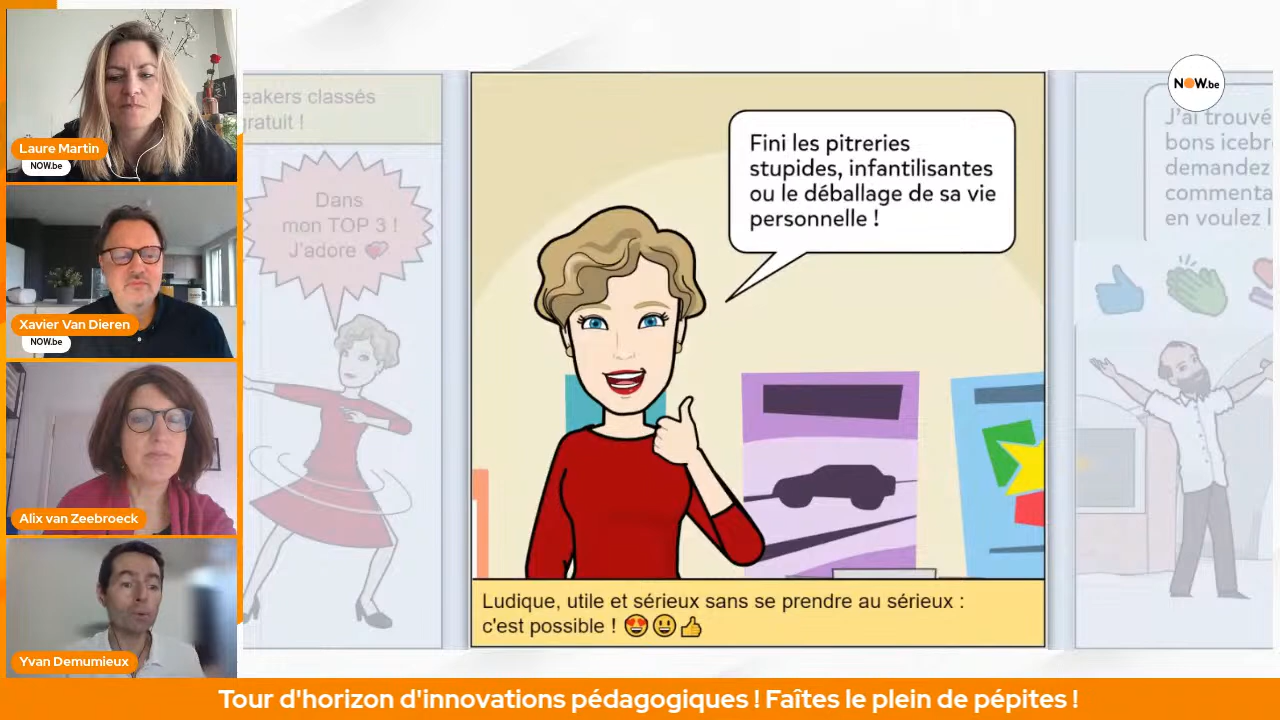 Laure Martin
NOW.be
Xavier Van Dieren
NOW.be
Alix van Zeebroeck
Yvan Demumieux
eakers classés
gratuit !
Dans
mon TOP 3 !
J'adore
Fini les pitreries
stupides, infantilisantes
ou le déballage de sa vie
personnelle !
Ludique, utile et sérieux sans se prendre au sérieux :
c'est possible ! 😍😃👍
NOW.be
J'ai trouvé
bons icebr
demandez
commenta
en voulez l
Tour d'horizon d'innovations pédagogiques ! Faîtes le plein de pépites !